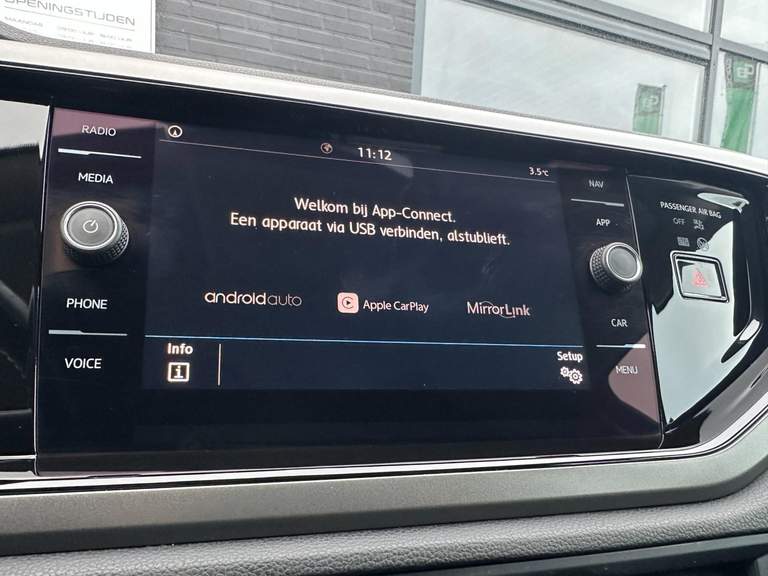 OPENINGSTIJDEN
MAANDAG
RADIO
MEDIA
PHONE
VOICE
11:12
3.5°C
Welkom bij App-Connect.
Een apparaat via USB verbinden, alstublieft.
androidauto
Apple CarPlay
MirrorLink
Info
i
Setup
NAV
APP
CAR
MENU
PASSENGER AIR BAG
OFF